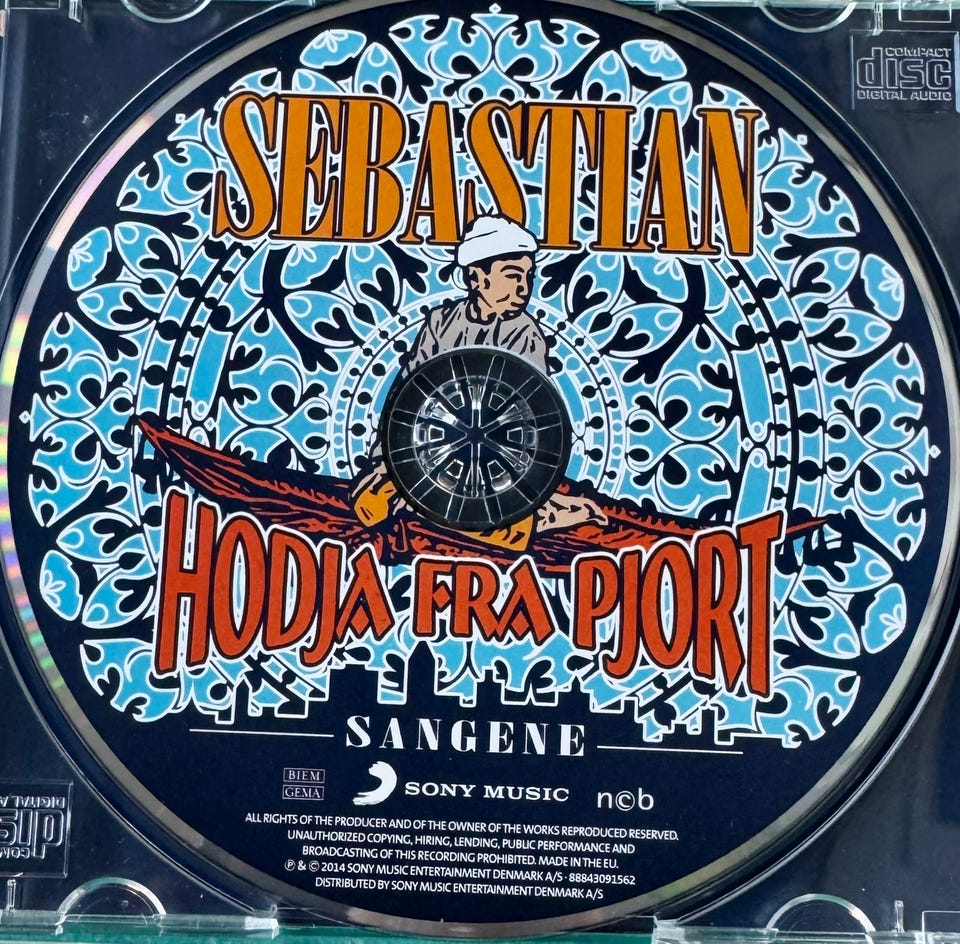 COMPACT
disc
DIGITAL AUDIO
SEBASTIAN
HODJA FRA PJORT
SANGENE
BIEM
GEMA
SONY MUSIC
n©b
ALL RIGHTS OF THE PRODUCER AND OF THE OWNER OF THE WORKS REPRODUCED RESERVED.
UNAUTHORIZED COPYING, HIRING, LENDING, PUBLIC PERFORMANCE AND
BROADCASTING OF THIS RECORDING PROHIBITED. MADE IN THE EU.
℗ & © 2014 SONY MUSIC ENTERTAINMENT DENMARK A/S · 88843091562
DISTRIBUTED BY SONY MUSIC ENTERTAINMENT DENMARK A/S